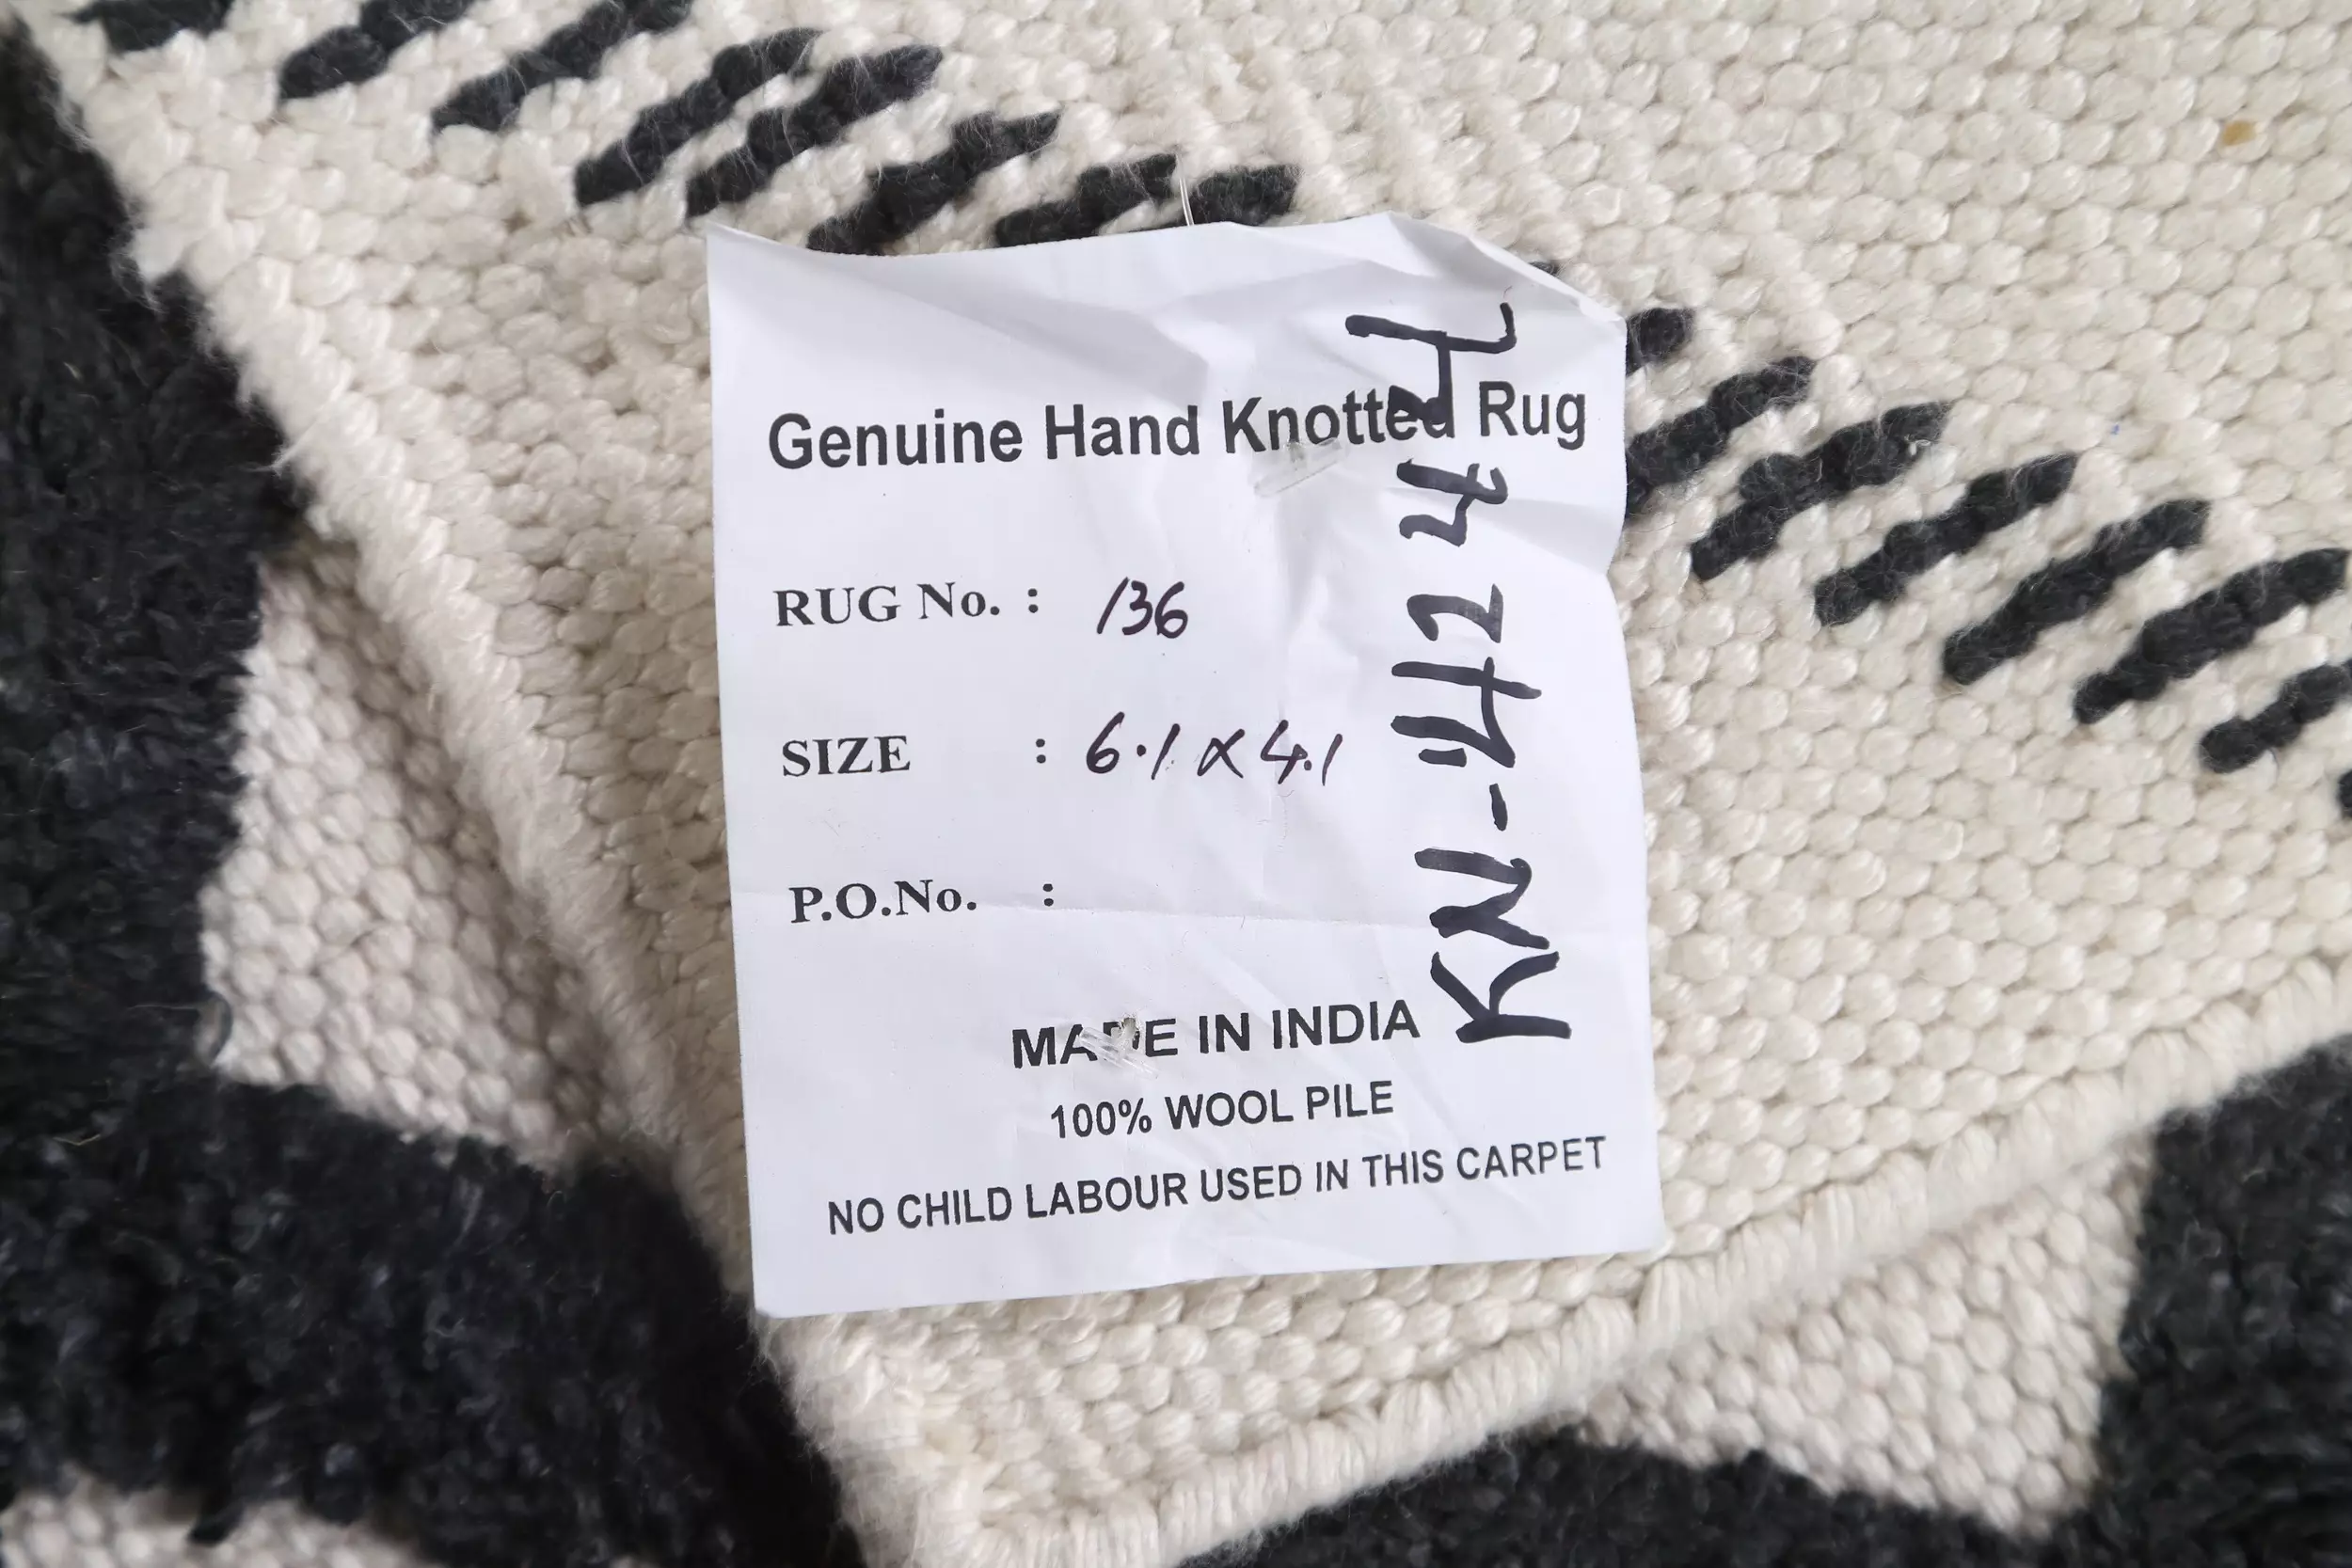 Genuine Hand Knotted Rug
RUG No. : 136
SIZE : 6.1 x 4.1
P.O.No. :
MADE IN INDIA
100% WOOL PILE
NO CHILD LABOUR USED IN THIS CARPET
KN-42444